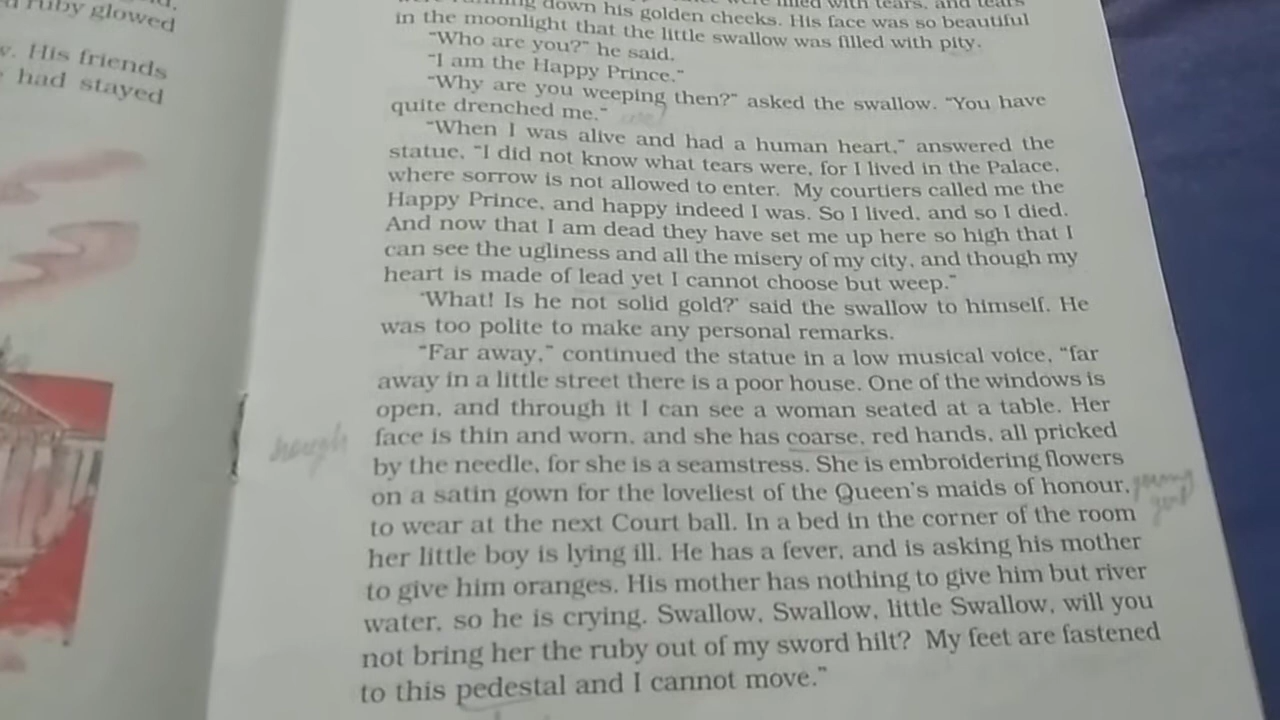 ruby glowed
His friends
had stayed
filled with tears, and tears
down his golden cheeks. His face was so beautiful
in the moonlight that the little swallow was filled with pity.
"Who are you?" he said.
"I am the Happy Prince."
"Why are you weeping then?" asked the swallow. "You have
quite drenched me."
"When I was alive and had a human heart," answered the
statue, "I did not know what tears were, for I lived in the Palace,
where sorrow is not allowed to enter. My courtiers called me the
Happy Prince, and happy indeed I was. So I lived, and so I died.
And now that I am dead they have set me up here so high that I
can see the ugliness and all the misery of my city, and though my
heart is made of lead yet I cannot choose but weep."
'What! Is he not solid gold?' said the swallow to himself. He
was too polite to make any personal remarks.
"Far away," continued the statue in a low musical voice, "far
away in a little street there is a poor house. One of the windows is
open, and through it I can see a woman seated at a table. Her
face is thin and worn, and she has coarse, red hands, all pricked
by the needle, for she is a seamstress. She is embroidering flowers
on a satin gown for the loveliest of the Queen's maids of honour,
to wear at the next Court ball. In a bed in the corner of the room
her little boy is lying ill. He has a fever, and is asking his mother
to give him oranges. His mother has nothing to give him but river
water, so he is crying. Swallow, Swallow, little Swallow, will you
not bring her the ruby out of my sword hilt? My feet are fastened
to this pedestal and I cannot move."